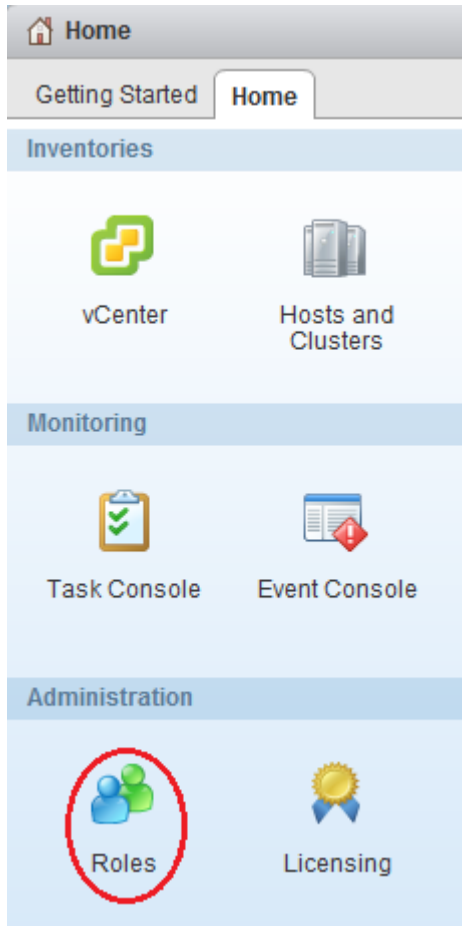 Home
Getting Started Home
Inventories
vCenter Hosts and
Clusters
Monitoring
Task Console Event Console
Administration
Roles Licensing